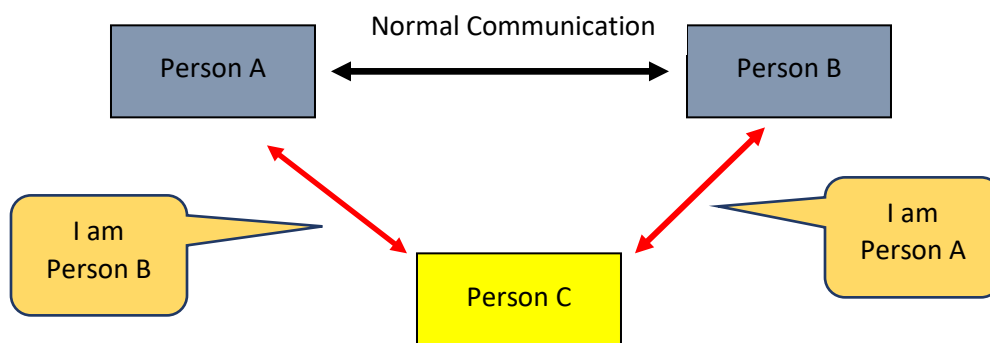 Normal Communication
Person A
Person B
I am
Person B
I am
Person A
Person C